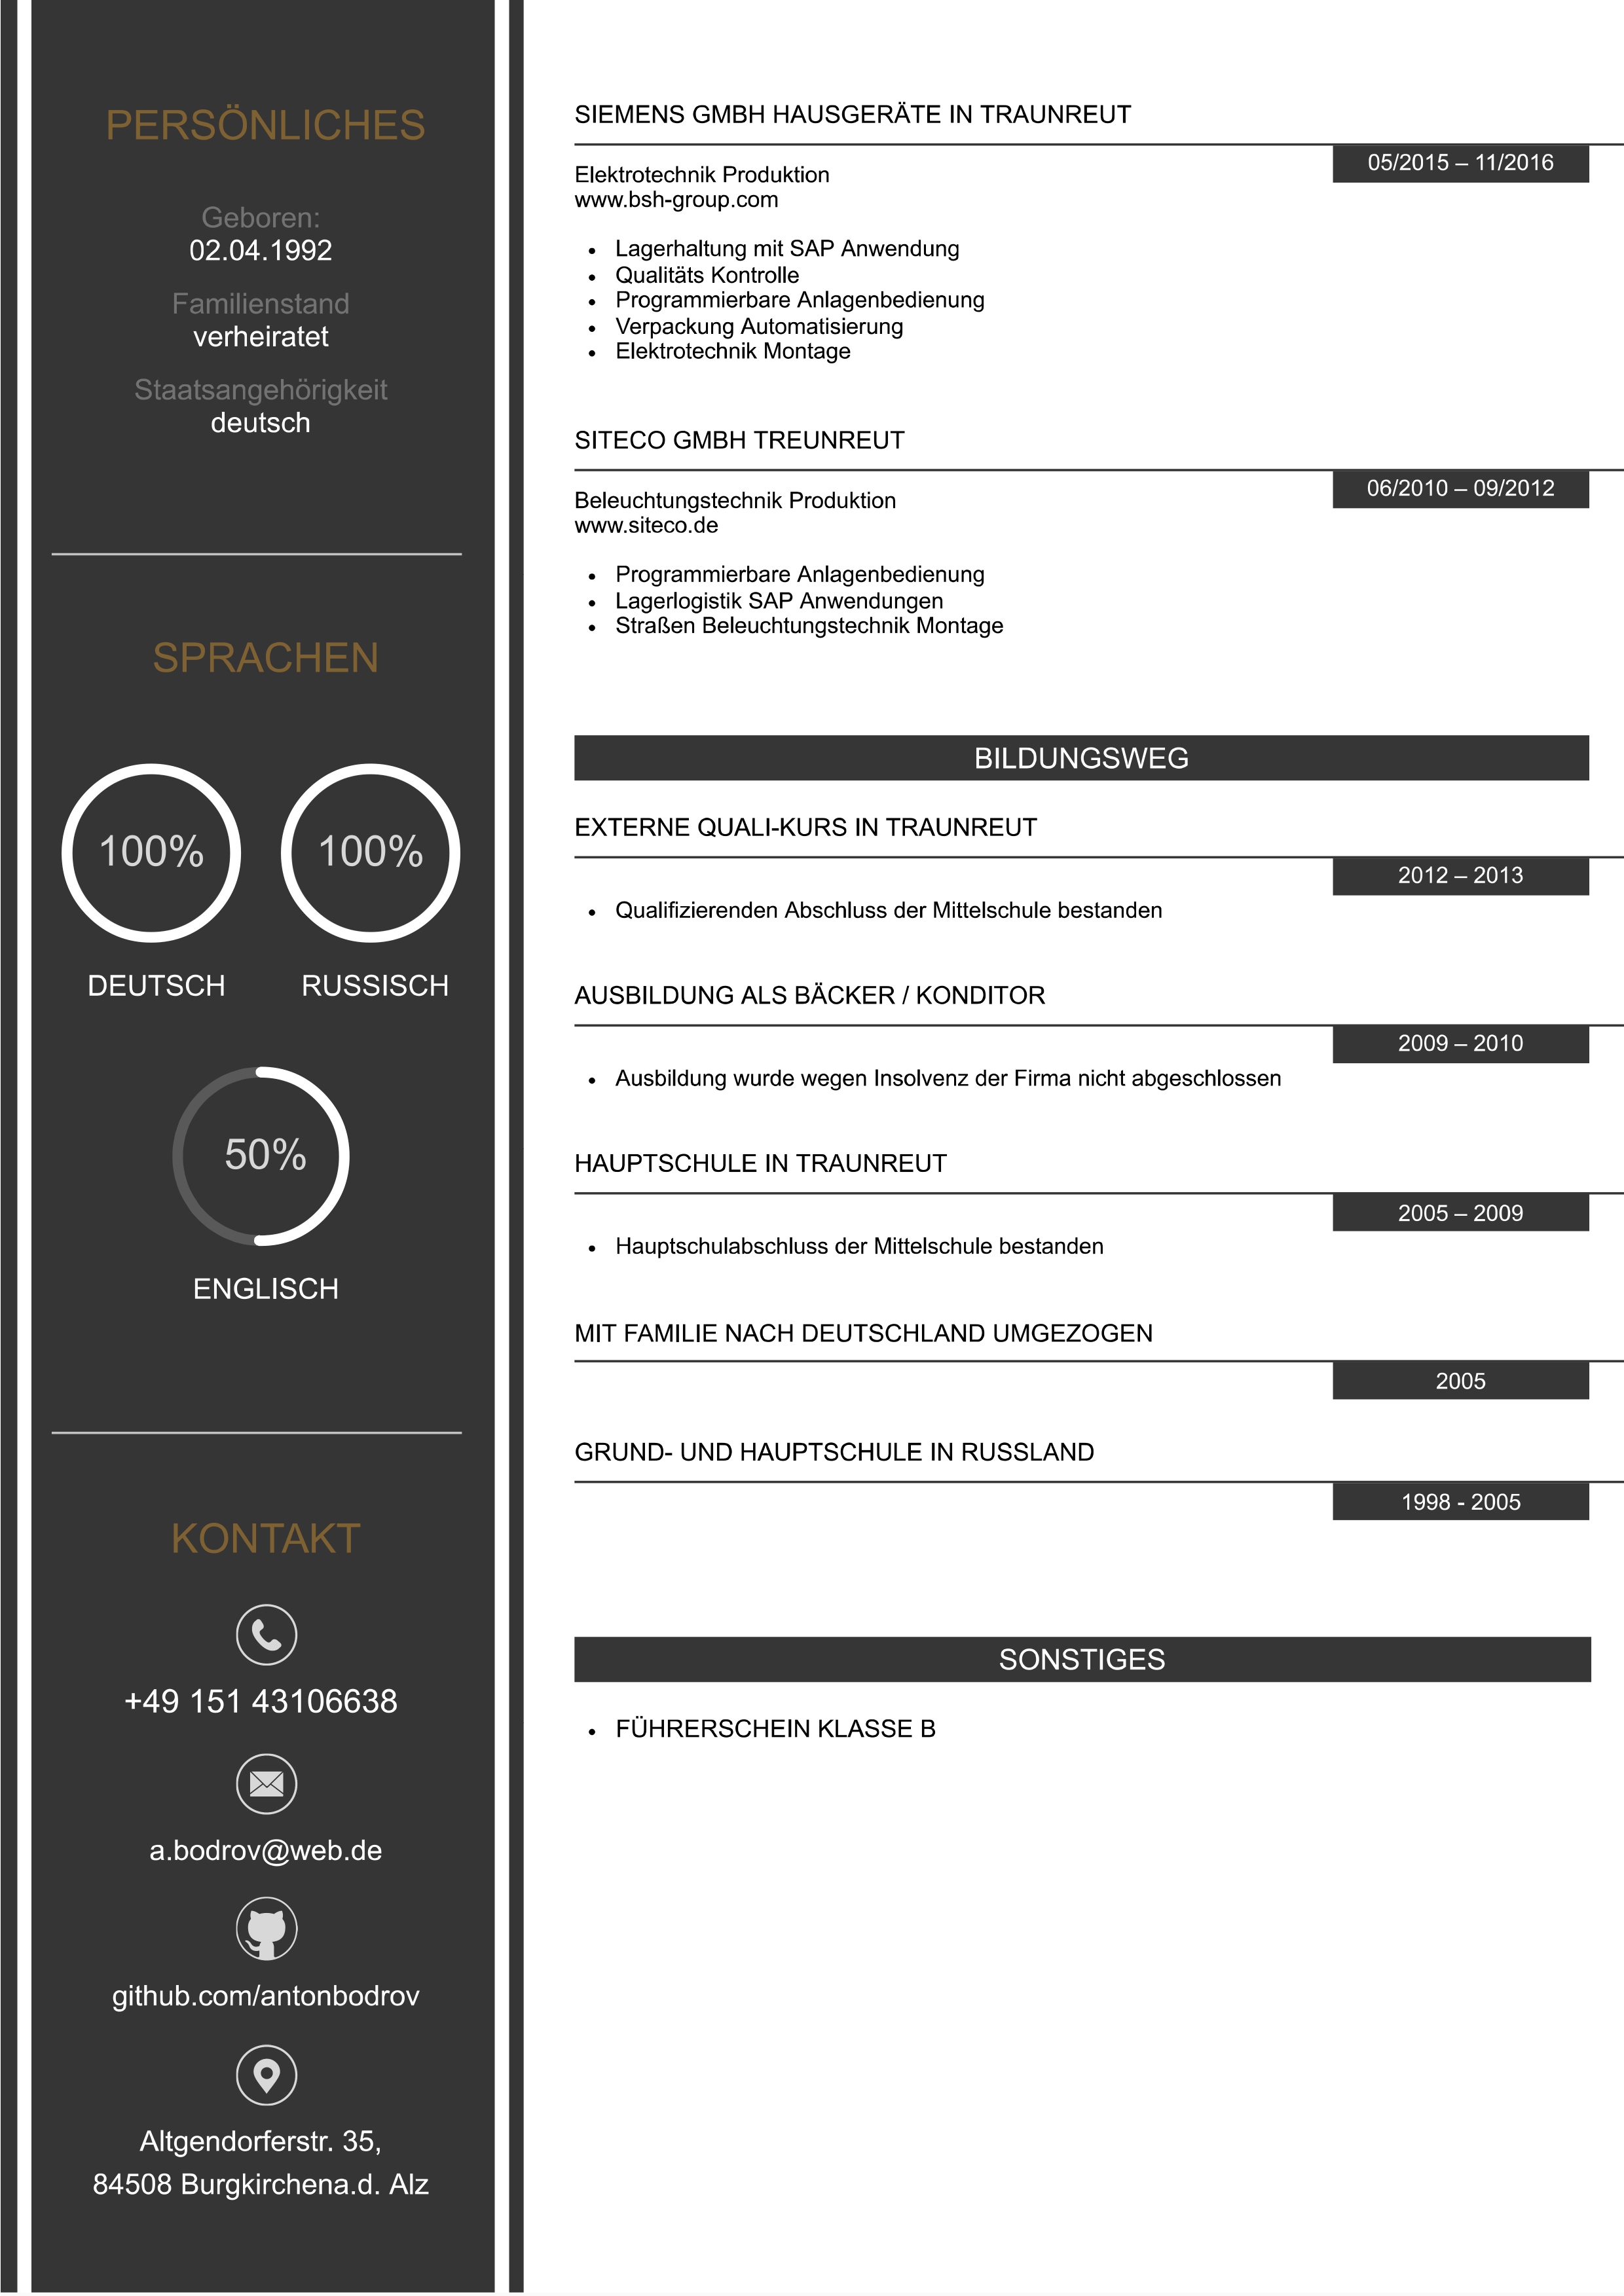 PERSÖNLICHES
Geboren:
02.04.1992
Familienstand
verheiratet
Staatsangehörigkeit
deutsch
SPRACHEN
100%
100%
DEUTSCH
RUSSISCH
50%
ENGLISCH
KONTAKT
+49 151 43106638
a.bodrov@web.de
github.com/antonbodrov
Altgendorferstr. 35,
84508 Burgkirchena.d. Alz
SIEMENS GMBH HAUSGERÄTE IN TRAUNREUT
05/2015 – 11/2016
Elektrotechnik Produktion
www.bsh-group.com
• Lagerhaltung mit SAP Anwendung
• Qualitäts Kontrolle
• Programmierbare Anlagenbedienung
• Verpackung Automatisierung
• Elektrotechnik Montage
SITECO GMBH TREUNREUT
06/2010 – 09/2012
Beleuchtungstechnik Produktion
www.siteco.de
• Programmierbare Anlagenbedienung
• Lagerlogistik SAP Anwendungen
• Straßen Beleuchtungstechnik Montage
BILDUNGSWEG
EXTERNE QUALI-KURS IN TRAUNREUT
2012 – 2013
• Qualifizierenden Abschluss der Mittelschule bestanden
AUSBILDUNG ALS BÄCKER / KONDITOR
2009 – 2010
• Ausbildung wurde wegen Insolvenz der Firma nicht abgeschlossen
HAUPTSCHULE IN TRAUNREUT
2005 – 2009
• Hauptschulabschluss der Mittelschule bestanden
MIT FAMILIE NACH DEUTSCHLAND UMGEZOGEN
2005
GRUND- UND HAUPTSCHULE IN RUSSLAND
1998 - 2005
SONSTIGES
• FÜHRERSCHEIN KLASSE B